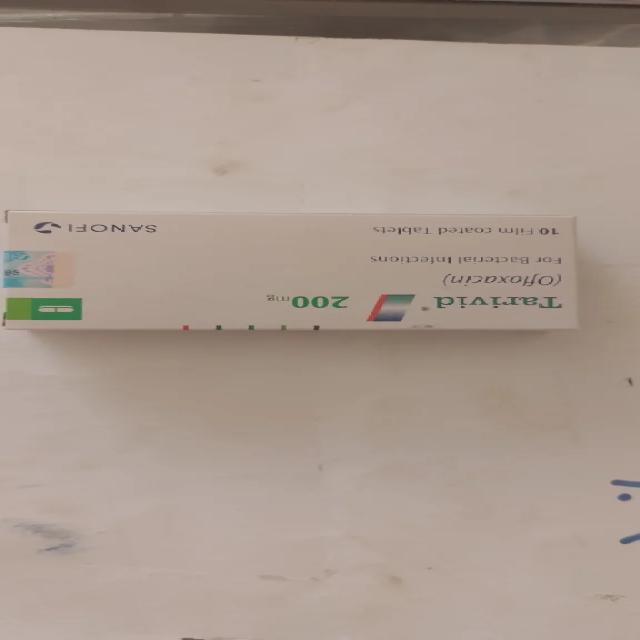 Tarivid® 200 mg
(Ofloxacin)
For Bacterial Infections
10 Film coated Tablets
SANOFI